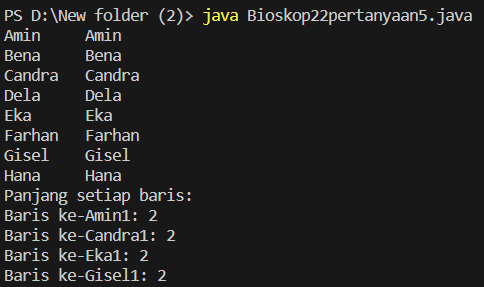 PS D:\New folder (2)> java Bioskop22pertanyaan5.java
Amin     Amin
Bena     Bena
Candra   Candra
Dela     Dela
Eka      Eka
Farhan   Farhan
Gisel    Gisel
Hana     Hana
Panjang setiap baris:
Baris ke-Amin1: 2
Baris ke-Candra1: 2
Baris ke-Eka1: 2
Baris ke-Gisel1: 2